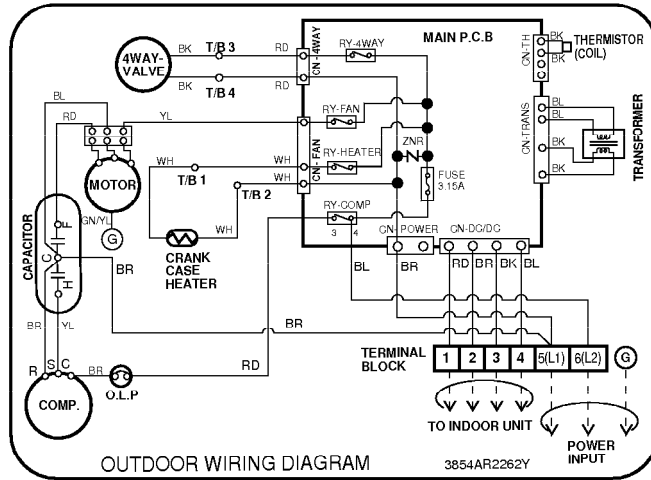 MAIN P.C.B
4WAY-
VALVE
BK
T/B 3
RD
BK
T/B 4
RD
CN-4WAY
RY-4WAY
CN-TH
BK
BK
THERMISTOR
(COIL)
BL
RD
YL
RY-FAN
CN-FAN
ZNR
RY-HEATER
FUSE
3.15A
CN-TRANS
BL
BL
BK
BK
TRANSFORMER
MOTOR
GN/YL
G
WH
T/B 1
WH
T/B 2
WH
WH
CRANK
CASE
HEATER
RY-COMP
3 4
CN-POWER
CN-DC/DC
CAPACITOR
F
C
H
BR
BL
BR
RD
BR
BK
BL
BR
BR
YL
R
S
C
BR
O.L.P
RD
COMP.
TERMINAL
BLOCK
1
2
3
4
5(L1)
6(L2)
G
TO INDOOR UNIT
POWER
INPUT
OUTDOOR WIRING DIAGRAM
3854AR2262Y